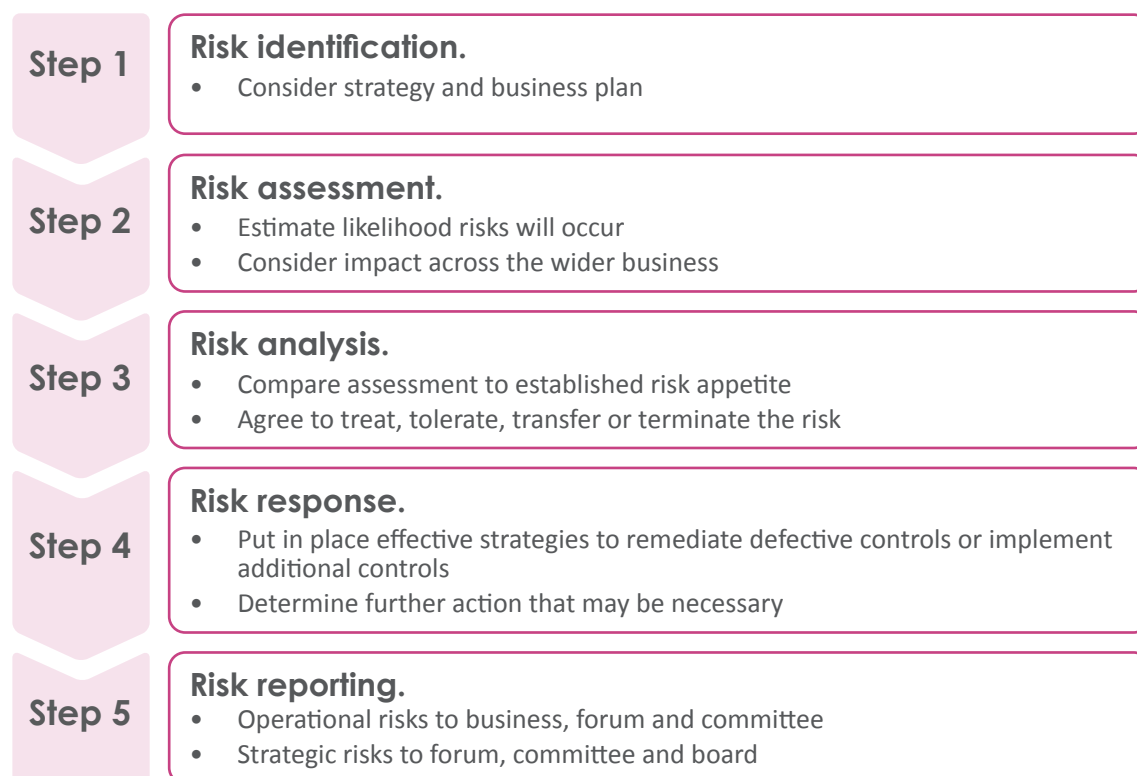 Step 1
Risk identification.
• Consider strategy and business plan
Step 2
Risk assessment.
• Estimate likelihood risks will occur
• Consider impact across the wider business
Step 3
Risk analysis.
• Compare assessment to established risk appetite
• Agree to treat, tolerate, transfer or terminate the risk
Step 4
Risk response.
• Put in place effective strategies to remediate defective controls or implement
additional controls
• Determine further action that may be necessary
Step 5
Risk reporting.
• Operational risks to business, forum and committee
• Strategic risks to forum, committee and board